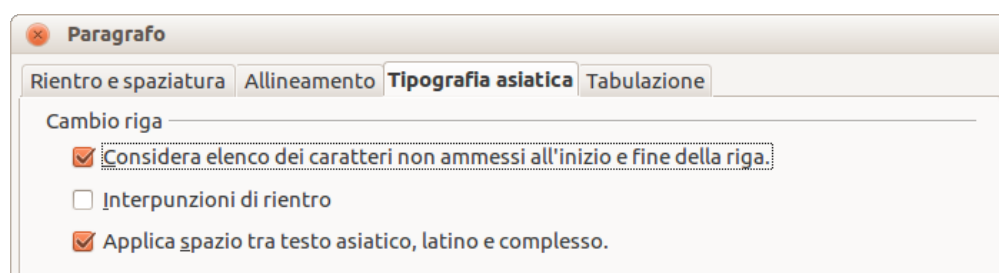 Paragrafo
Rientro e spaziatura Allineamento Tipografia asiatica Tabulazione
Cambio riga
Considera elenco dei caratteri non ammessi all'inizio e fine della riga.
Interpunzioni di rientro
Applica spazio tra testo asiatico, latino e complesso.